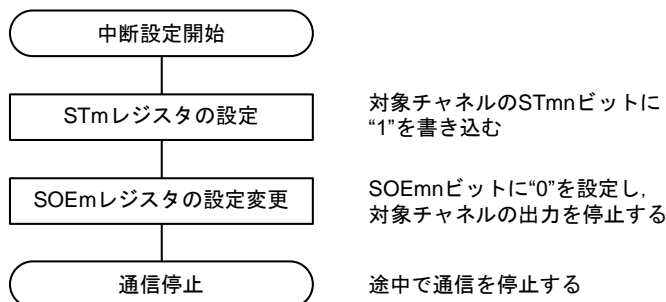 中断設定開始
STmレジスタの設定
対象チャネルのSTmnビットに
“1”を書き込む
SOEmレジスタの設定変更
SOEmnビットに“0”を設定し,
対象チャネルの出力を停止する
通信停止
途中で通信を停止する